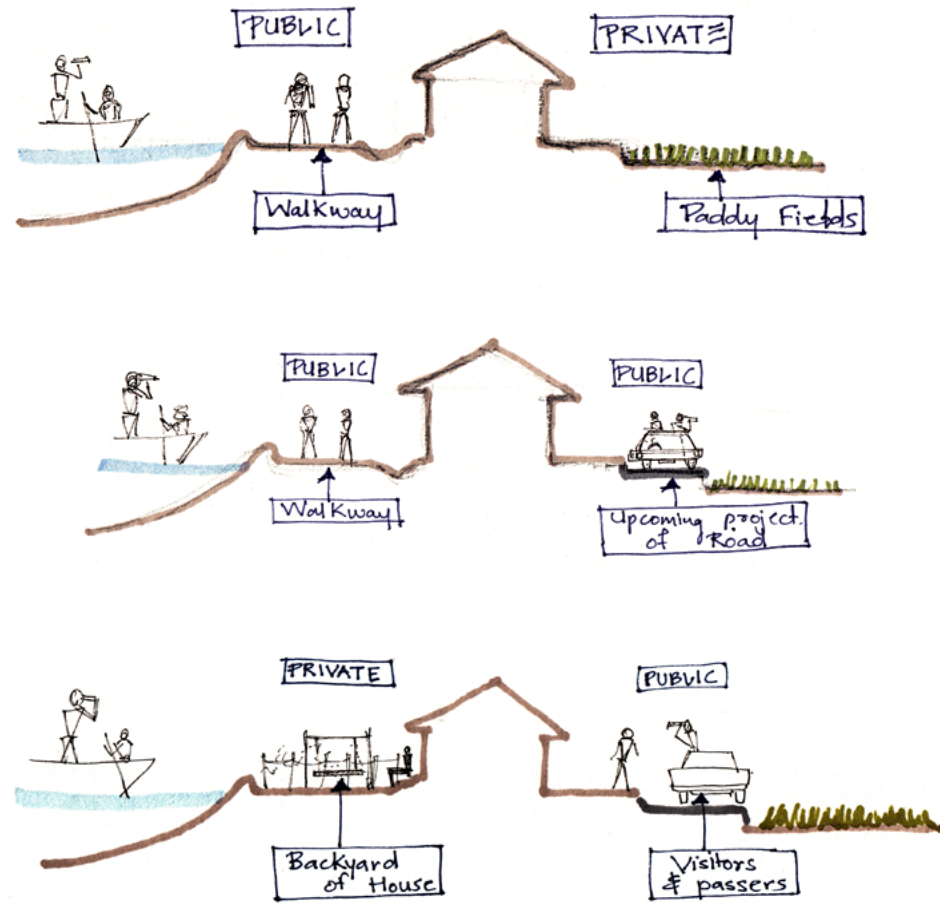 PUBLIC
PRIVATE
Walkway
Paddy Fields
PUBLIC
PUBLIC
Walkway
Upcoming project.
of Road
PRIVATE
PUBLIC
Backyard
of House
Visitors
& passers